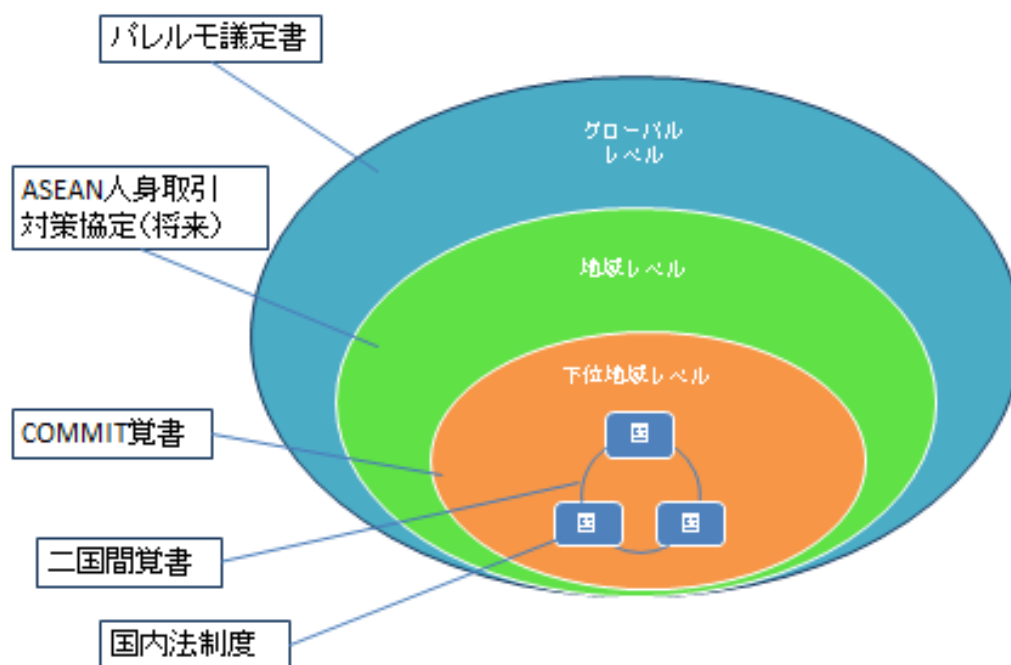 パレルモ議定書
グローバル
レベル
ASEAN人身取引
対策協定(将来)
地域レベル
下位地域レベル
COMMIT覚書
国
国
国
二国間覚書
国内法制度